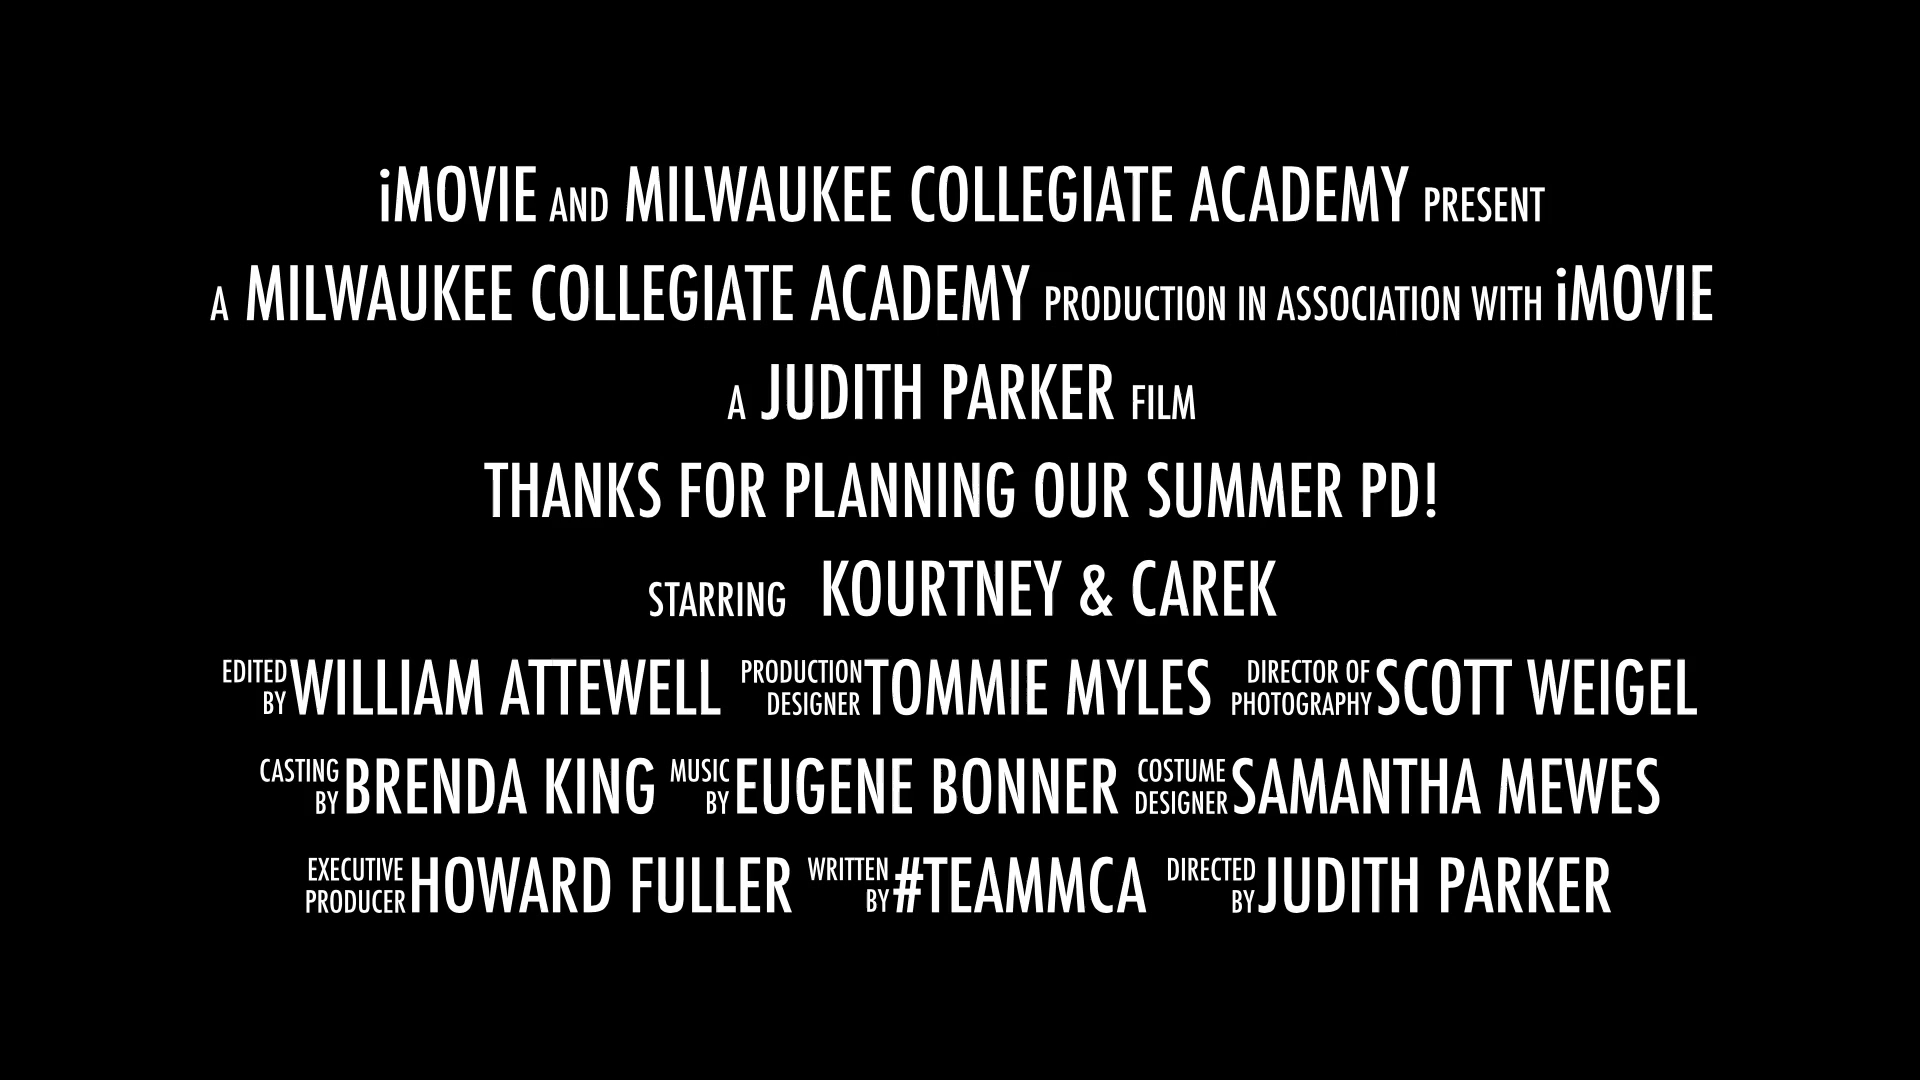 iMOVIE AND MILWAUKEE COLLEGIATE ACADEMY PRESENT
A MILWAUKEE COLLEGIATE ACADEMY PRODUCTION IN ASSOCIATION WITH iMOVIE
A JUDITH PARKER FILM
THANKS FOR PLANNING OUR SUMMER PD!
STARRING KOURTNEY & CAREK
EDITED BY WILLIAM ATTEWELL PRODUCTION DESIGNER TOMMIE MYLES DIRECTOR OF PHOTOGRAPHY SCOTT WEIGEL
CASTING BY BRENDA KING MUSIC BY EUGENE BONNER COSTUME DESIGNER SAMANTHA MEWES
EXECUTIVE PRODUCER HOWARD FULLER WRITTEN BY #TEAMMCA DIRECTED BY JUDITH PARKER